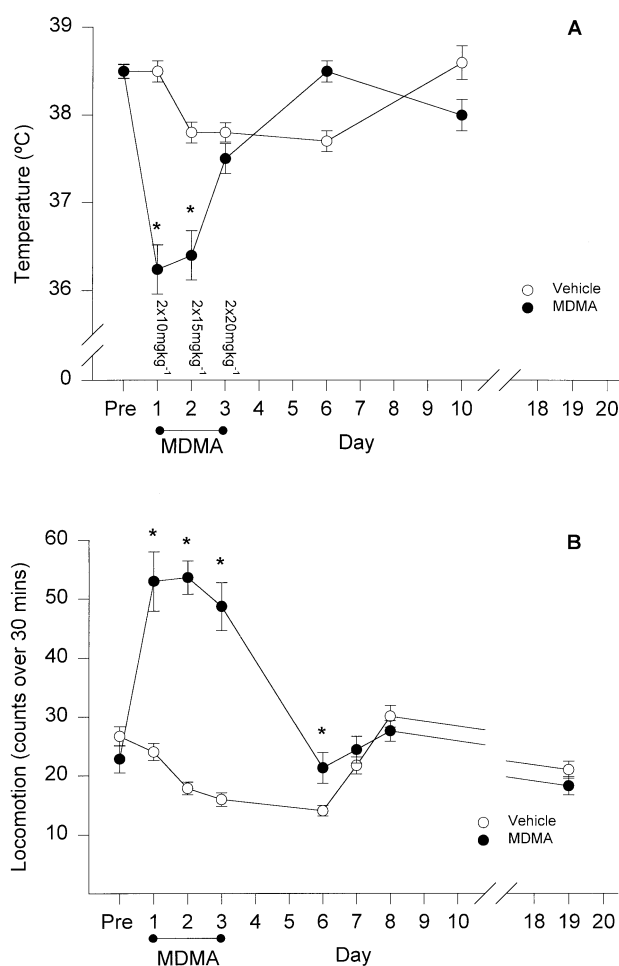 A
39
38
37
36
0
Temperature (ºC)
*
*
2x10mgkg⁻¹
2x15mgkg⁻¹
2x20mgkg⁻¹
Vehicle
MDMA
Pre 1 2 3 4 5 6 7 8 9 10 18 19 20
MDMA
Day
B
60
50
40
30
20
10
Locomotion (counts over 30 mins)
*
*
*
*
Vehicle
MDMA
Pre 1 2 3 4 5 6 7 8 9 10 18 19 20
MDMA
Day